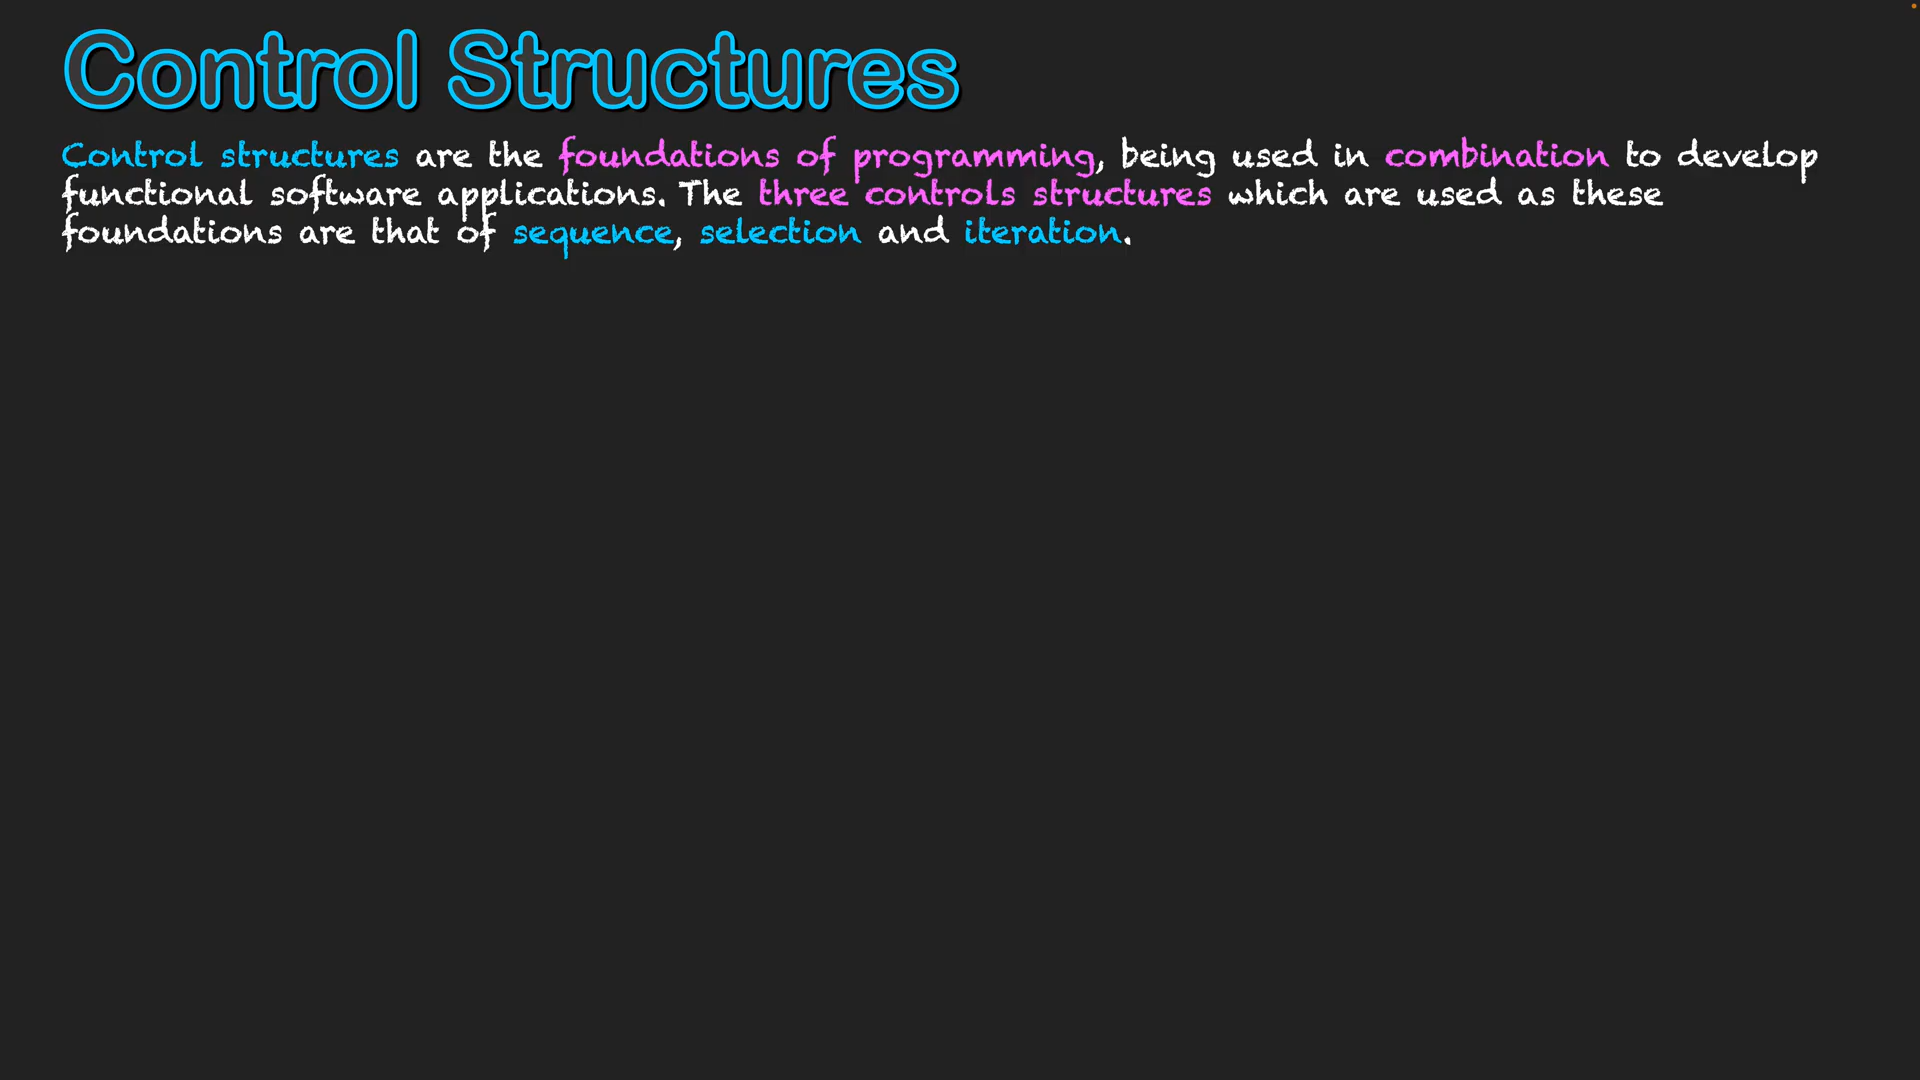 Control Structures
Control structures are the foundations of programming, being used in combination to develop
functional software applications. The three controls structures which are used as these
foundations are that of sequence, selection and iteration.